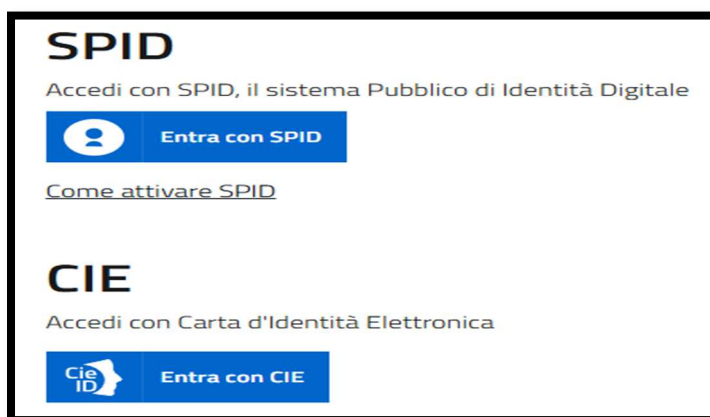 SPID
Accedi con SPID, il sistema Pubblico di Identità Digitale
Entra con SPID
Come attivare SPID
CIE
Accedi con Carta d'Identità Elettronica
Cie
ID
Entra con CIE